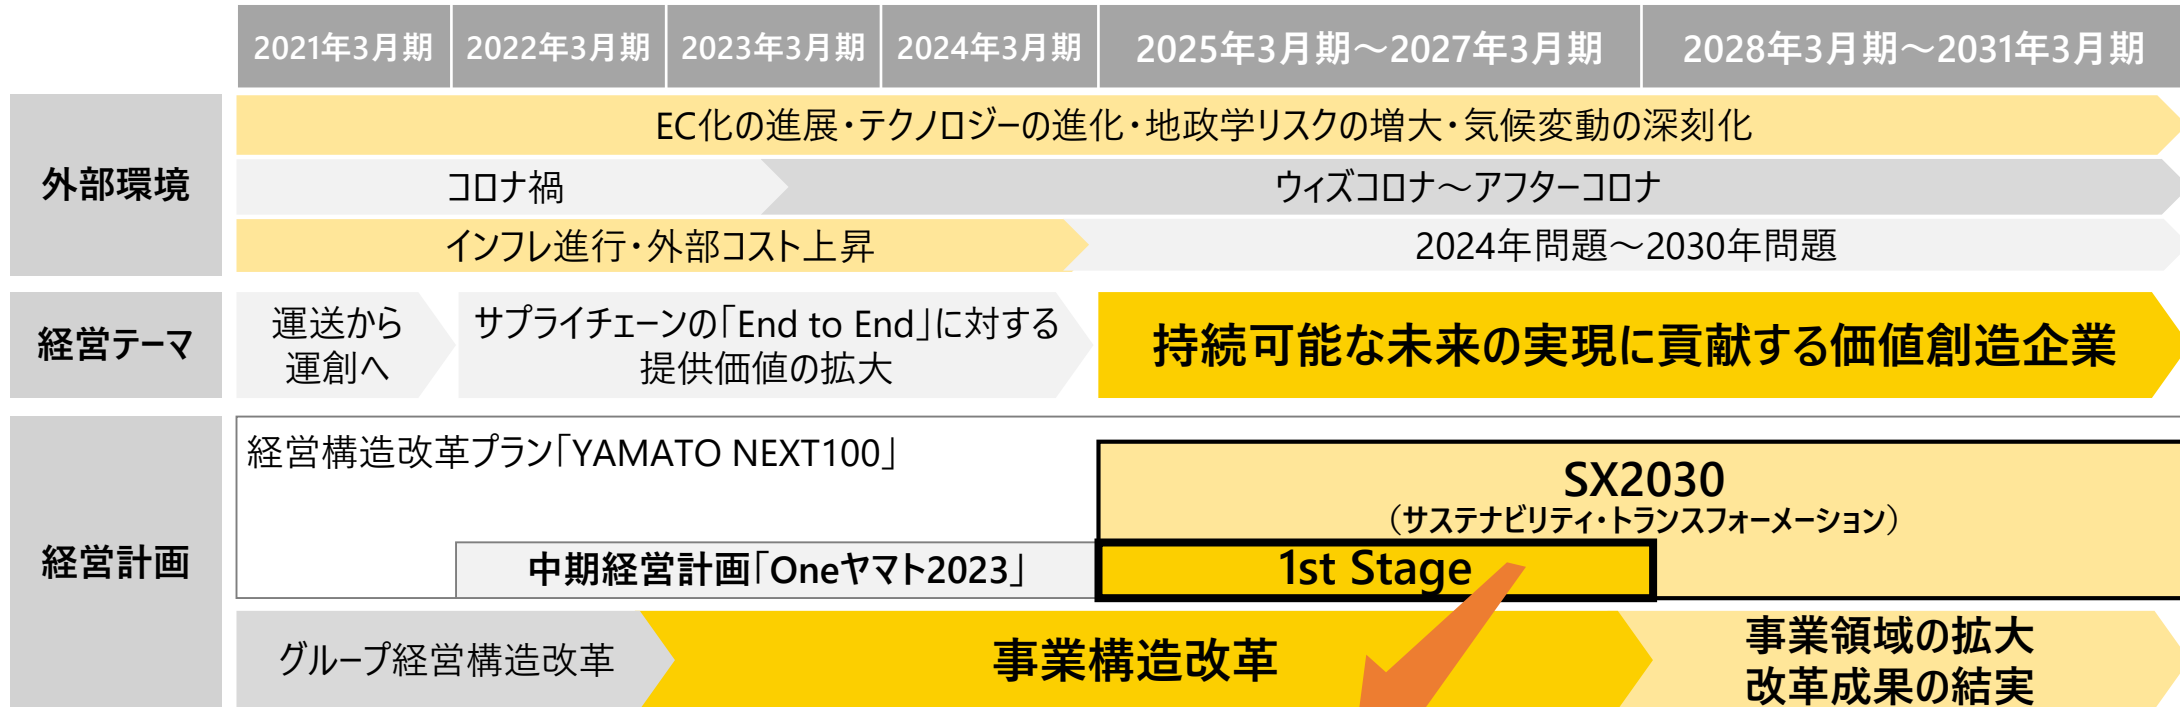 2021年3月期 2022年3月期 2023年3月期 2024年3月期 2025年3月期～2027年3月期 2028年3月期～2031年3月期
外部環境
EC化の進展・テクノロジーの進化・地政学リスクの増大・気候変動の深刻化
コロナ禍 ウィズコロナ～アフターコロナ
インフレ進行・外部コスト上昇 2024年問題～2030年問題
経営テーマ
運送から
運創へ
サプライチェーンの「End to End」に対する
提供価値の拡大
持続可能な未来の実現に貢献する価値創造企業
経営計画
経営構造改革プラン「YAMATO NEXT100」
SX2030
（サステナビリティ・トランスフォーメーション）
中期経営計画「Oneヤマト2023」
1st Stage
グループ経営構造改革
事業構造改革
事業領域の拡大
改革成果の結実